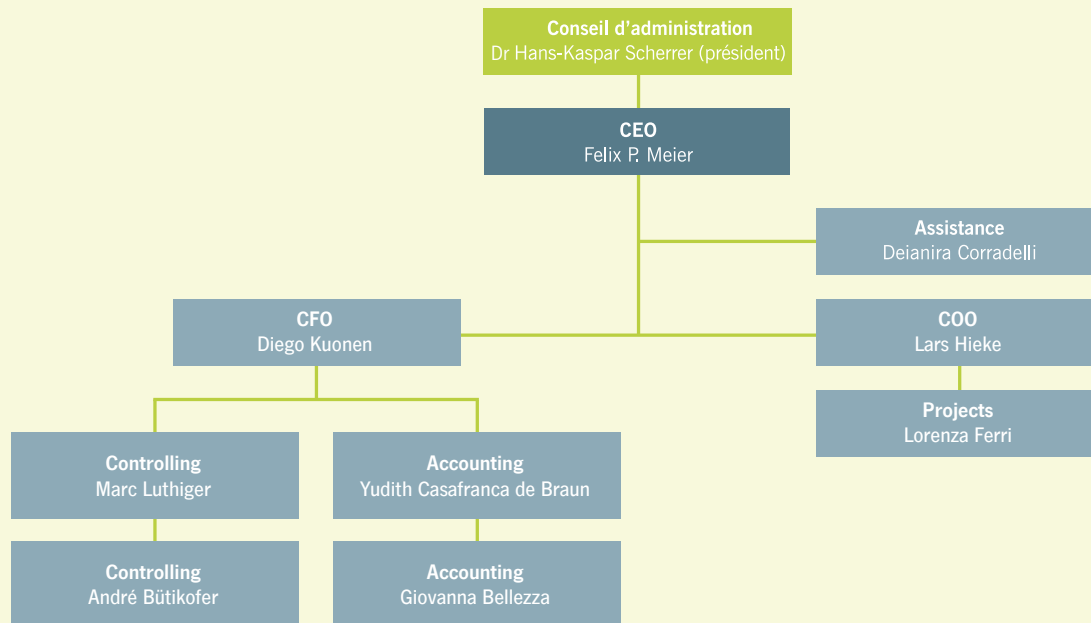 Conseil d’administration
Dr Hans-Kaspar Scherrer (président)
CEO
Felix P. Meier
Assistance
Deianira Corradelli
CFO
Diego Kuonen
COO
Lars Hieke
Projects
Lorenza Ferri
Controlling
Marc Luthiger
Accounting
Yudith Casafranca de Braun
Controlling
André Bütikofer
Accounting
Giovanna Bellezza